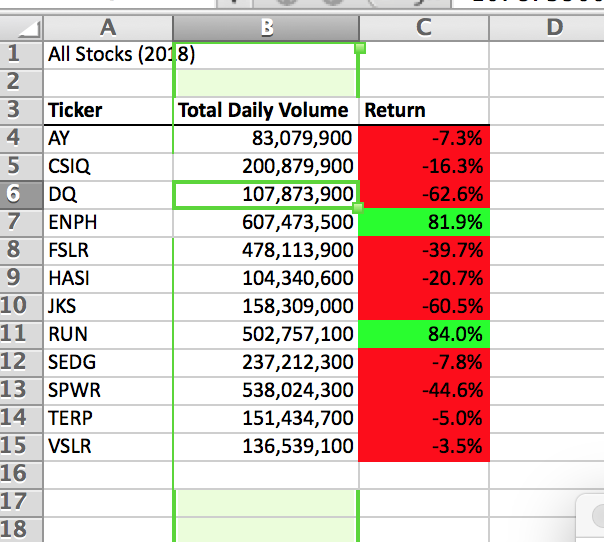 A B C D
1 All Stocks (2018)
2
3 Ticker Total Daily Volume Return
4 AY 83,079,900 -7.3%
5 CSIQ 200,879,900 -16.3%
6 DQ 107,873,900 -62.6%
7 ENPH 607,473,500 81.9%
8 FSLR 478,113,900 -39.7%
9 HASI 104,340,600 -20.7%
10 JKS 158,309,000 -60.5%
11 RUN 502,757,100 84.0%
12 SEDG 237,212,300 -7.8%
13 SPWR 538,024,300 -44.6%
14 TERP 151,434,700 -5.0%
15 VSLR 136,539,100 -3.5%
16
17
18